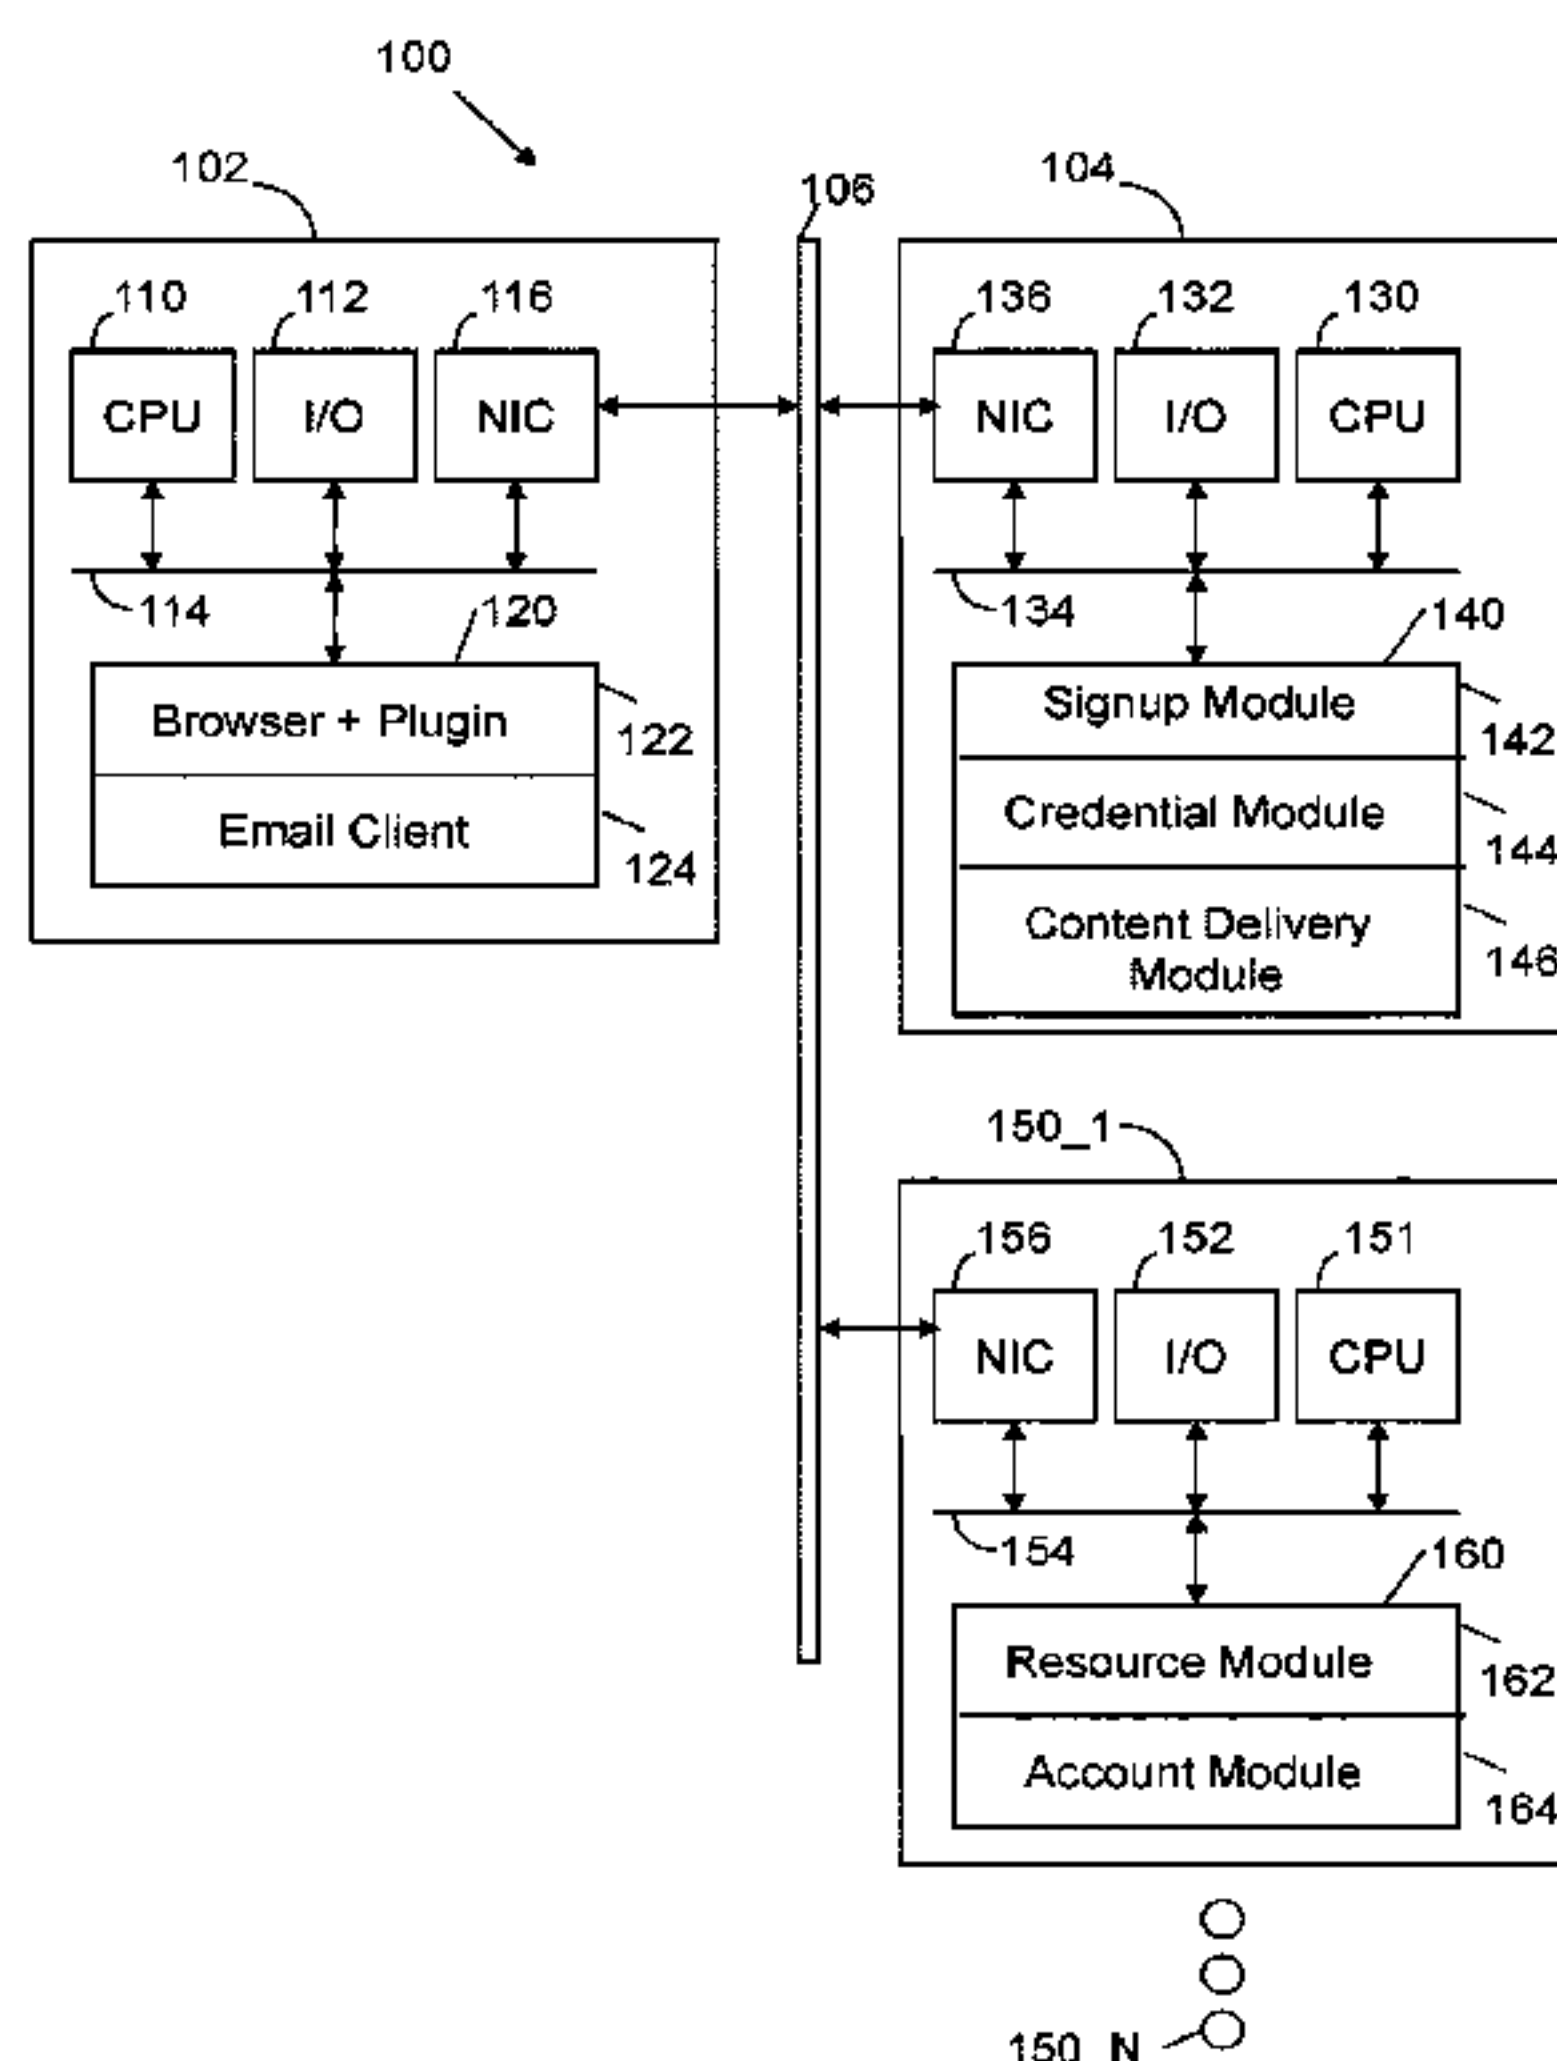 100
102
106
104
110
112
116
136
132
130
CPU
I/O
NIC
NIC
I/O
CPU
114
120
134
140
Browser + Plugin
122
Email Client
124
Signup Module
142
Credential Module
144
Content Delivery
Module
146
150_1
156
152
151
NIC
I/O
CPU
154
160
Resource Module
162
Account Module
164
150_N